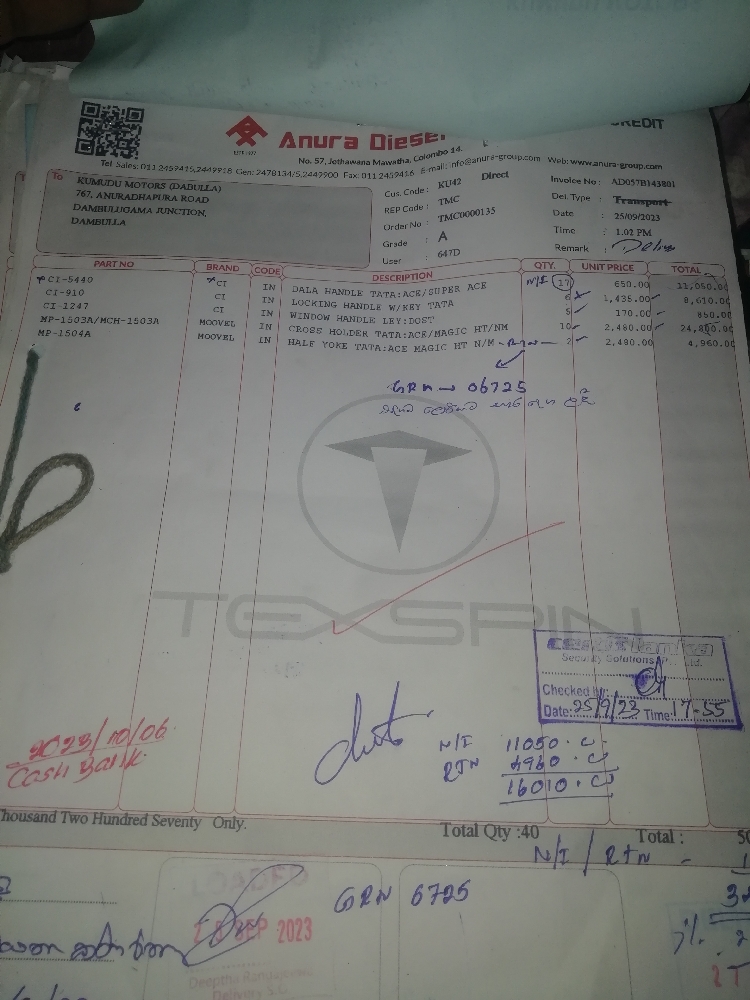 CREDIT
Anura Diesel
ESTD 1977
No. 57, Jethawana Mawatha, Colombo 14.
Tel: Sales: 011 2459415,2449918 Gen: 2478134/5,2449900 Fax: 011 2459416 E-mail: info@anura-group.com Web: www.anura-group.com
To
KUMUDU MOTORS (DABULLA)
767, ANURADHAPURA ROAD
DAMBULUGAMA JUNCTION,
DAMBULLA
Cus. Code : KU42 Direct
REP Code : TMC
Order No : TMC0000135
Grade : A
User : 647D
Invoice No : AD057B143801
Del. Type : Transport
Date : 25/09/2023
Time : 1.02 PM
Remark :
PART NO BRAND CODE DESCRIPTION QTY. UNIT PRICE TOTAL
CI-5440 CI IN DALA HANDLE TATA:ACE/SUPER ACE N/I 17 650.00 11,050.00
CI-910 CI IN LOCKING HANDLE W/KEY TATA 6 1,435.00 8,610.00
CI-1247 CI IN WINDOW HANDLE LEY:DOST 5 170.00 850.00
MP-1503A/MCH-1503A MOOVEL IN CROSS HOLDER TATA:ACE/MAGIC HT/NM 10 2,480.00 24,800.00
MP-1504A MOOVEL IN HALF YOKE TATA:ACE MAGIC HT N/M - RTN 2 2,480.00 4,960.00
GRN → 06725
TEXSPIN
Security Solutions Ltd.
Checked
Date: 25/9/23 Time: 17-55
2023/10/06
Cash Bank
N/I 11050
RTN 4960
16010
Thousand Two Hundred Seventy Only.
Total Qty :40 Total :
N/I / RTN -
GRN 6725
LOADED
SEP 2023
Delivery